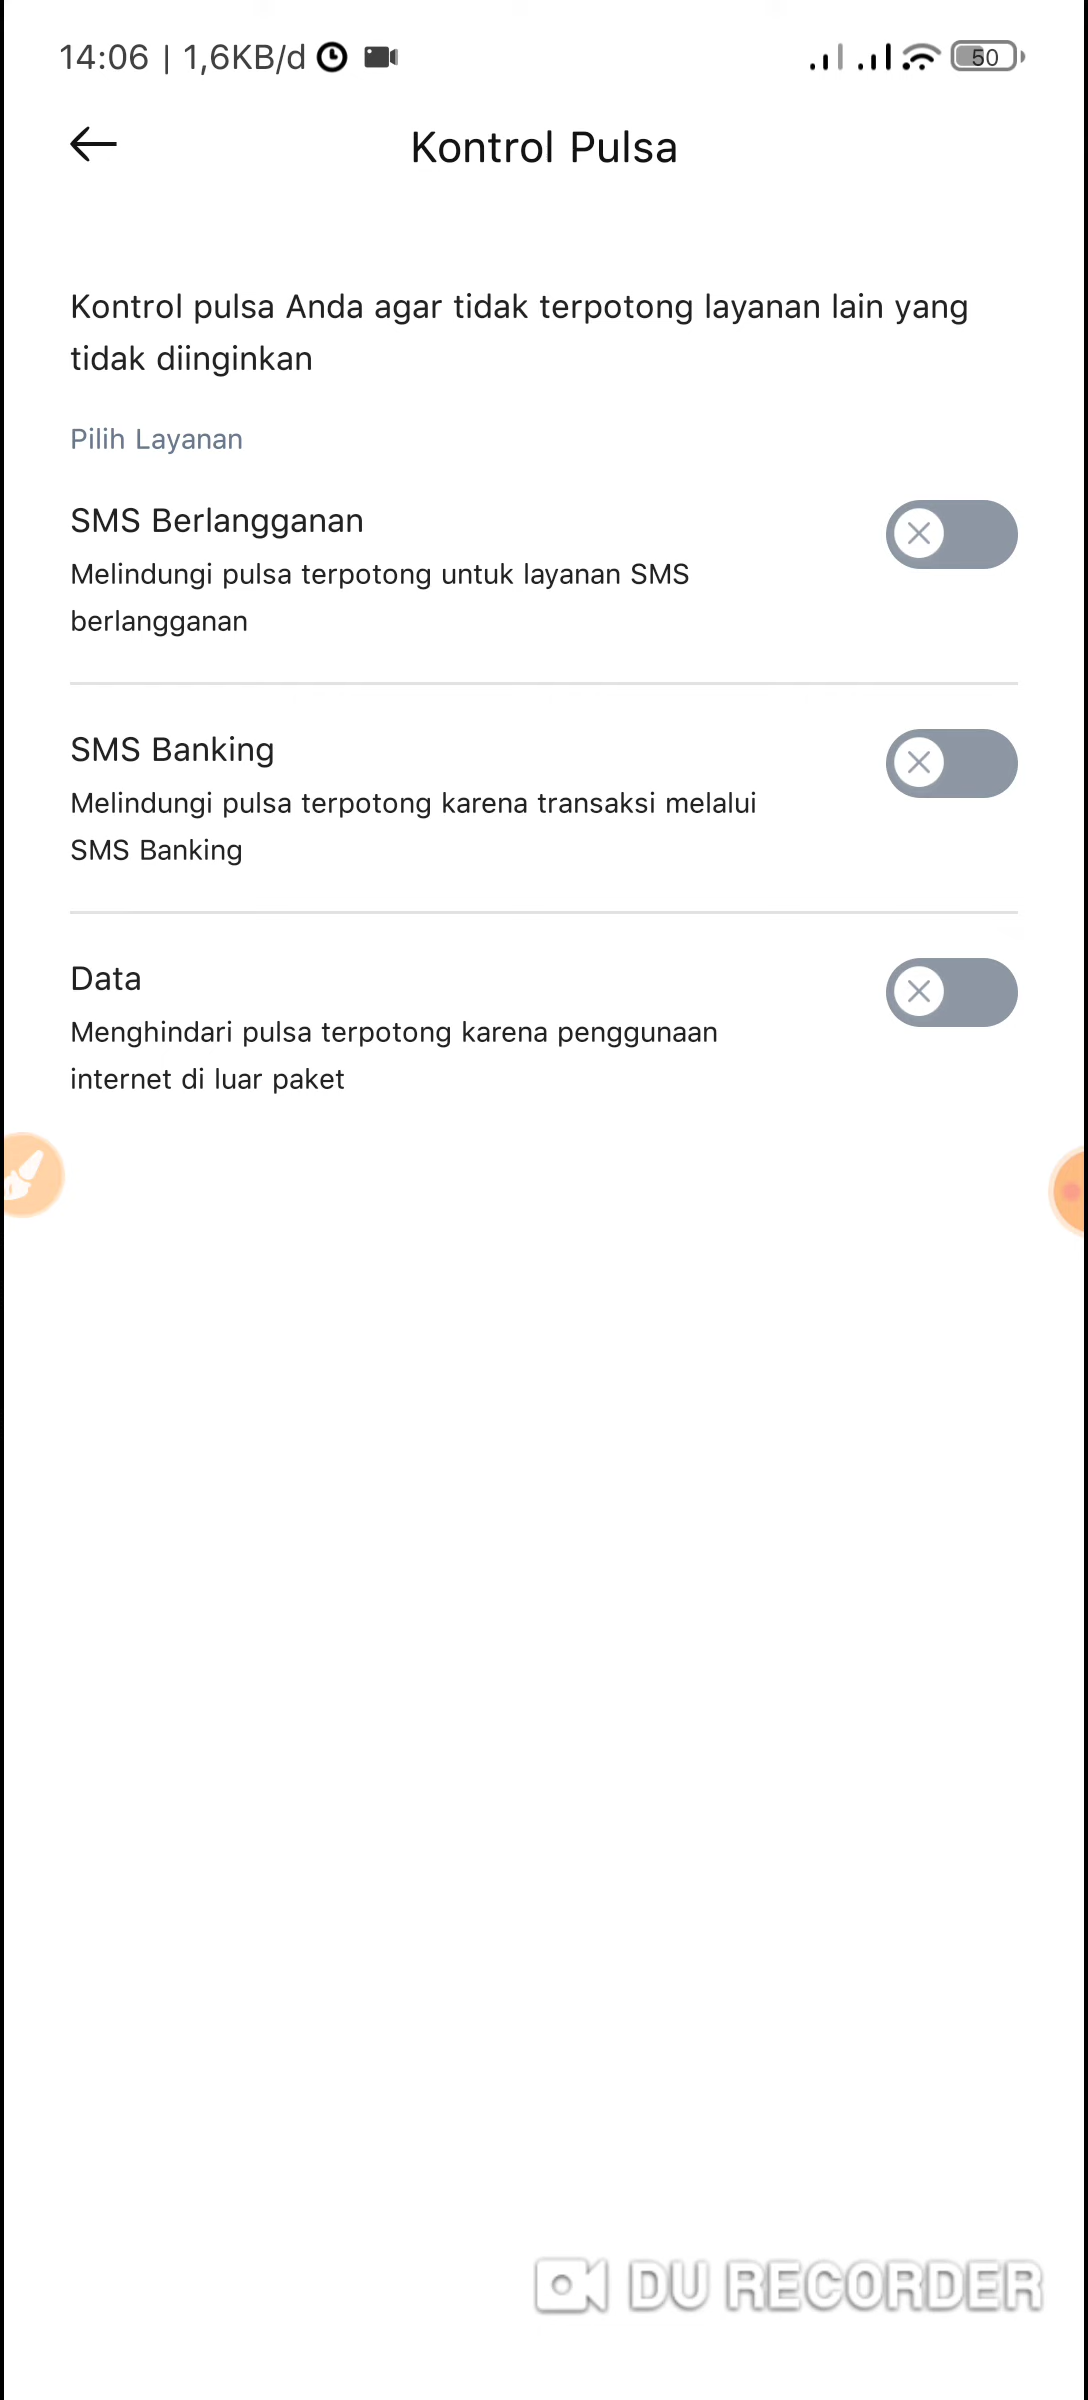 14:06 | 1,6KB/d
50
Kontrol Pulsa
Kontrol pulsa Anda agar tidak terpotong layanan lain yang
tidak diinginkan
Pilih Layanan
SMS Berlangganan
Melindungi pulsa terpotong untuk layanan SMS
berlangganan
SMS Banking
Melindungi pulsa terpotong karena transaksi melalui
SMS Banking
Data
Menghindari pulsa terpotong karena penggunaan
internet di luar paket
DU RECORDER